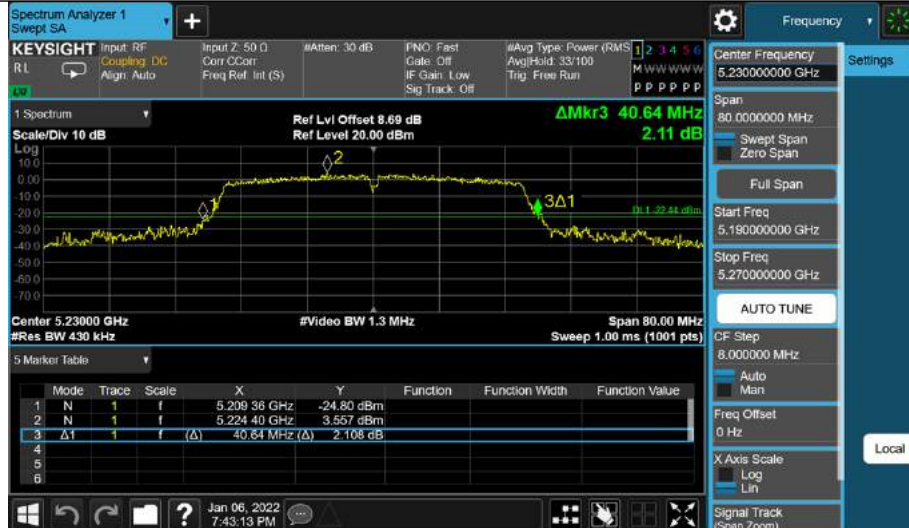 Spectrum Analyzer 1
Swept SA
+
Frequency
Settings
KEYSIGHT
RL
Input: RF
Coupling: DC
Align: Auto
Input Z: 50 Ω
Corr CCorr
Freq Ref: Int (S)
#Atten: 30 dB
PNO: Fast
Gate: Off
IF Gain: Low
Sig Track: Off
#Avg Type: Power (RMS
Avg|Hold: 33/100
Trig: Free Run
1 2 3 4 5 6
M W W W W W
P P P P P P
1 Spectrum
Scale/Div 10 dB
Ref Lvl Offset 8.69 dB
Ref Level 20.00 dBm
ΔMkr3 40.64 MHz
2.11 dB
Log
10.0
0.00
-10.0
-20.0
-30.0
-40.0
-50.0
-60.0
-70.0
1
2
3Δ1
DL1 -22.44 dBm
Center 5.23000 GHz
#Video BW 1.3 MHz
Span 80.00 MHz
#Res BW 430 kHz
Sweep 1.00 ms (1001 pts)
5 Marker Table
Mode Trace Scale X Y Function Function Width Function Value
1 N 1 f 5.209 36 GHz -24.80 dBm
2 N 1 f 5.224 40 GHz 3.557 dBm
3 Δ1 1 f (Δ) 40.64 MHz (Δ) 2.108 dB
4
5
6
?
Jan 06, 2022
7:43:13 PM
Center Frequency
5.230000000 GHz
Span
80.0000000 MHz
Swept Span
Zero Span
Full Span
Start Freq
5.190000000 GHz
Stop Freq
5.270000000 GHz
AUTO TUNE
CF Step
8.000000 MHz
Auto
Man
Freq Offset
0 Hz
X Axis Scale
Log
Lin
Signal Track
(Span Zoom)
Local